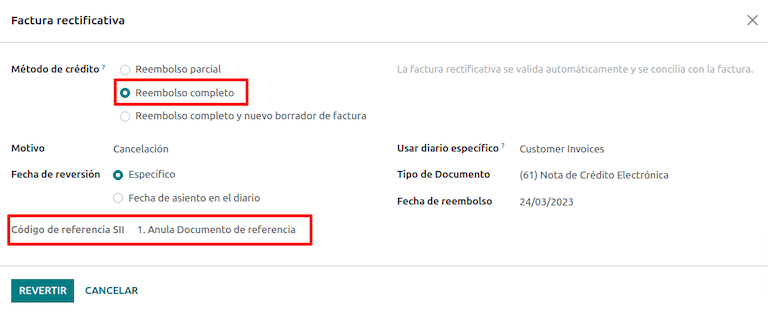 Factura rectificativa
Método de crédito ?
Reembolso parcial
Reembolso completo
Reembolso completo y nuevo borrador de factura
La factura rectificativa se valida automáticamente y se concilia con la factura.
Motivo Cancelación
Fecha de reversión Específico
Fecha de asiento en el diario
Código de referencia SII 1. Anula Documento de referencia
Usar diario específico ? Customer Invoices
Tipo de Documento (61) Nota de Crédito Electrónica
Fecha de reembolso 24/03/2023
REVERTIR CANCELAR